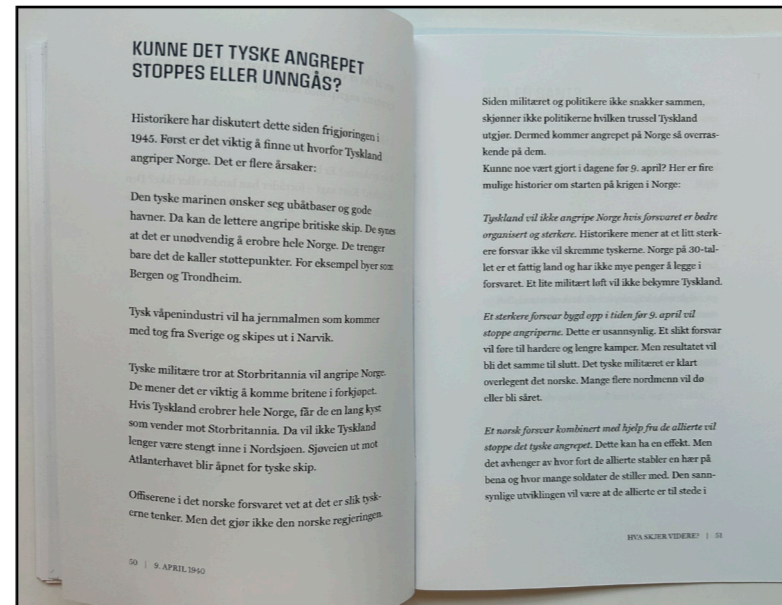 KUNNE DET TYSKE ANGREPET
STOPPES ELLER UNNGÅS?
Historikere har diskutert dette siden frigjøringen i
1945. Først er det viktig å finne ut hvorfor Tyskland
angriper Norge. Det er flere årsaker:
Den tyske marinen ønsker seg ubåtbaser og gode
havner. Da kan de lettere angripe britiske skip. De synes
at det er unødvendig å erobre hele Norge. De trenger
bare det de kaller støttepunkter. For eksempel byer som
Bergen og Trondheim.
Tysk våpenindustri vil ha jernmalmen som kommer
med tog fra Sverige og skipes ut i Narvik.
Tyske militære tror at Storbritannia vil angripe Norge.
De mener det er viktig å komme britene i forkjøpet.
Hvis Tyskland erobrer hele Norge, får de en lang kyst
som vender mot Storbritannia. Da vil ikke Tyskland
lenger være stengt inne i Nordsjøen. Sjøveien ut mot
Atlanterhavet blir åpnet for tyske skip.
Offiserene i det norske forsvaret vet at det er slik tysk-
erne tenker. Men det gjør ikke den norske regjeringen.
50 | 9. APRIL 1940
Siden militæret og politikere ikke snakker sammen,
skjønner ikke politikerne hvilken trussel Tyskland
utgjør. Dermed kommer angrepet på Norge så overras-
kende på dem.
Kunne noe vært gjort i dagene før 9. april? Her er fire
mulige historier om starten på krigen i Norge:
Tyskland vil ikke angripe Norge hvis forsvaret er bedre
organisert og sterkere. Historikere mener at et litt sterk-
ere forsvar ikke vil skremme tyskerne. Norge på 30-tal-
let er et fattig land og har ikke mye penger å legge i
forsvaret. Et lite militært løft vil ikke bekymre Tyskland.
Et sterkere forsvar bygd opp i tiden før 9. april vil
stoppe angriperne. Dette er usannsynlig. Et slikt forsvar
vil føre til hardere og lengre kamper. Men resultatet vil
bli det samme til slutt. Det tyske militæret er klart
overlegent det norske. Mange flere nordmenn vil dø
eller bli såret.
Et norsk forsvar kombinert med hjelp fra de allierte vil
stoppe det tyske angrepet. Dette kan ha en effekt. Men
det avhenger av hvor fort de allierte stabler en hær på
bena og hvor mange soldater de stiller med. Den sann-
synlige utviklingen vil være at de allierte er til stede i
HVA SKJER VIDERE? | 51